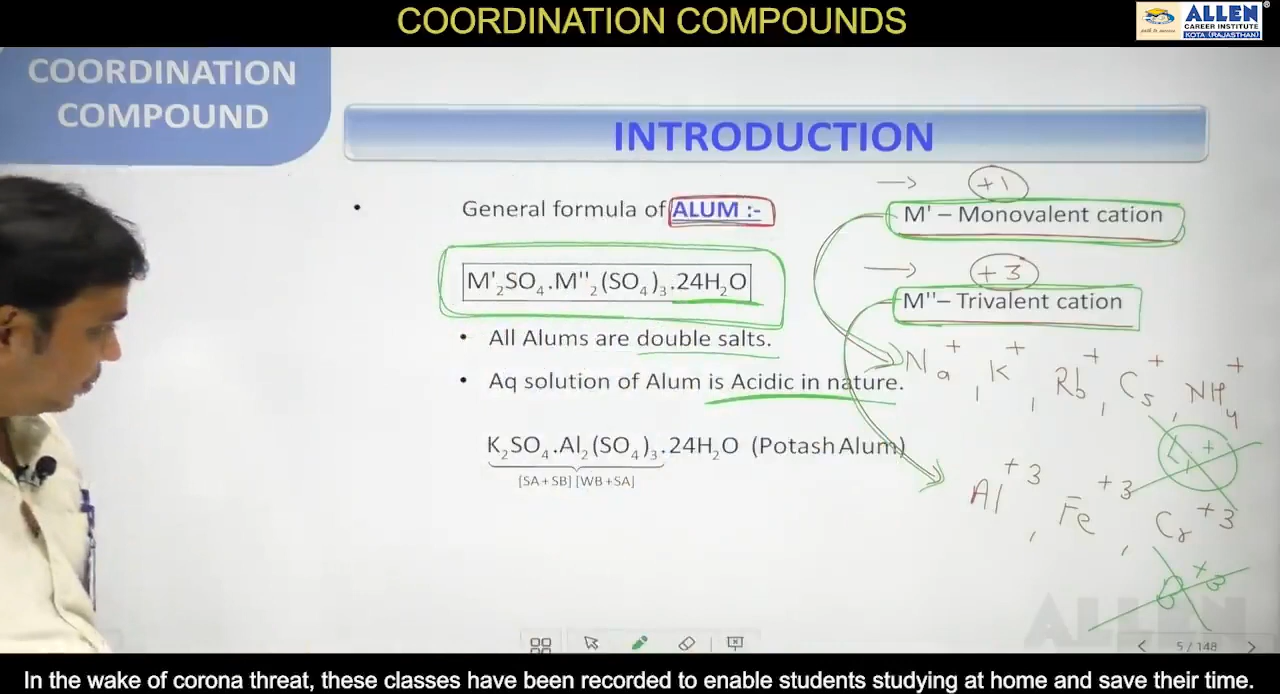 COORDINATION COMPOUNDS
ALLEN
CAREER INSTITUTE
KOTA (RAJASTHAN)
COORDINATION
COMPOUND
INTRODUCTION
• General formula of ALUM :-
M'₂SO₄.M''₂(SO₄)₃.24H₂O
• All Alums are double salts.
• Aq solution of Alum is Acidic in nature.
K₂SO₄.Al₂(SO₄)₃.24H₂O (Potash Alum)
[SA+SB] [WB+SA]
→ +1
M' – Monovalent cation
→ +3
M''– Trivalent cation
Na⁺, K⁺, Rb⁺, Cs⁺, NH₄⁺
Li⁺
Al⁺³, Fe⁺³, Cr⁺³
ALLEN
5 / 148
In the wake of corona threat, these classes have been recorded to enable students studying at home and save their time.